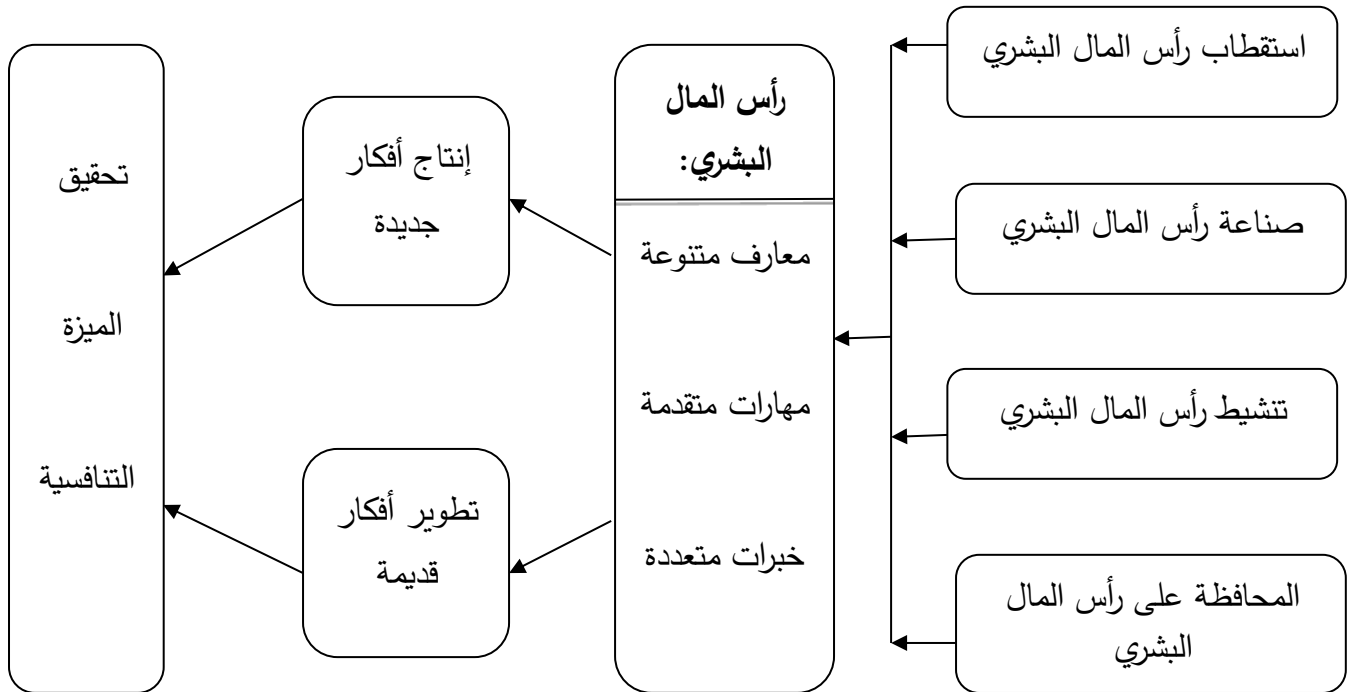 استقطاب رأس المال البشري
صناعة رأس المال البشري
تنشيط رأس المال البشري
المحافظة على رأس المال
البشري
رأس المال
البشري:
معارف متنوعة
مهارات متقدمة
خبرات متعددة
إنتاج أفكار
جديدة
تطوير أفكار
قديمة
تحقيق
الميزة
التنافسية